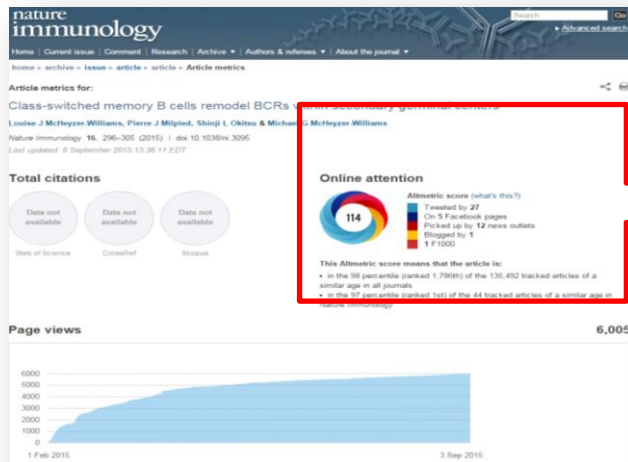 nature
immunology
Search Go
Advanced search
Home | Current issue | Comment | Research | Archive | Authors & referees | About the journal
home » archive » issue » article » article » Article metrics
Article metrics for:
Class-switched memory B cells remodel BCRs within secondary germinal centers
Louise J McHeyzer-Williams, Pierre J Milpied, Shinji L Okitsu & Michael G McHeyzer-Williams
Nature Immunology 16, 296–305 (2015) | doi:10.1038/ni.3095
Last updated: 8 September 2015 13:36:11 EDT
Total citations
Data not available
Data not available
Data not available
Web of Science
CrossRef
Scopus
Online attention
114
Altmetric score (what's this?)
Tweeted by 27
On 5 Facebook pages
Picked up by 12 news outlets
Blogged by 1
1 F1000
This Altmetric score means that the article is:
• in the 98 percentile (ranked 1,786th) of the 135,492 tracked articles of a
similar age in all journals
• in the 97 percentile (ranked 1st) of the 44 tracked articles of a similar age in
Nature Immunology
Page views
6,005
6000
5000
4000
3000
2000
1000
0
1 Feb 2015
3 Sep 2015